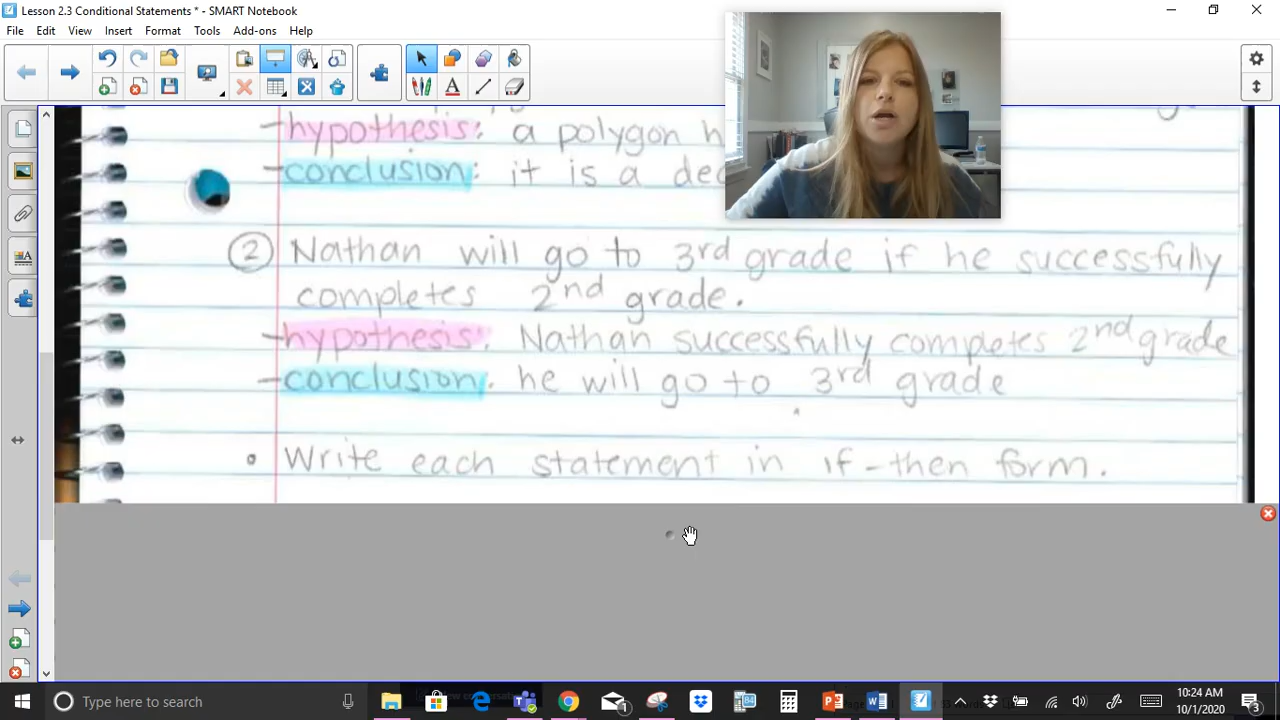 Lesson 2.3 Conditional Statements * - SMART Notebook
File Edit View Insert Format Tools Add-ons Help
-hypothesis: a polygon h
-conclusion: it is a dec
② Nathan will go to 3rd grade if he successfully
completes 2nd grade.
-hypothesis: Nathan successfully completes 2nd grade
-conclusion. he will go to 3rd grade
• Write each statement in if-then form.
Type here to search
10:24 AM
10/1/2020